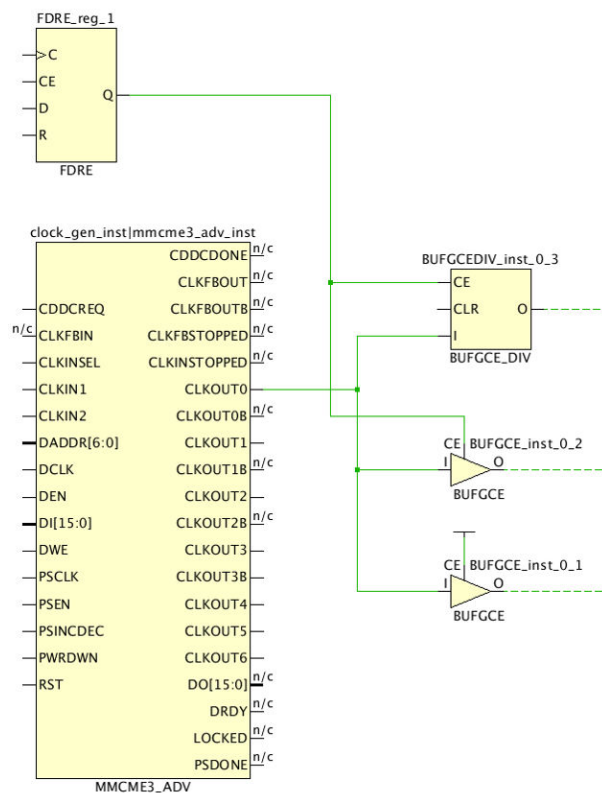 FDRE_reg_1
C
CE
D
R
Q
FDRE
clock_gen_inst|mmcme3_adv_inst
CDDCREQ
n/c CLKFBIN
CLKINSEL
CLKIN1
CLKIN2
DADDR[6:0]
DCLK
DEN
DI[15:0]
DWE
PSCLK
PSEN
PSINCDEC
PWRDWN
RST
CDDCDONE n/c
CLKFBOUT
CLKFBOUTB n/c
CLKFBSTOPPED n/c
CLKINSTOPPED n/c
CLKOUT0
CLKOUT0B n/c
CLKOUT1
CLKOUT1B n/c
CLKOUT2
CLKOUT2B n/c
CLKOUT3
CLKOUT3B
CLKOUT4
CLKOUT5
CLKOUT6
DO[15:0] n/c
DRDY n/c
LOCKED n/c
PSDONE n/c
MMCME3_ADV
BUFGCEDIV_inst_0_3
CE
CLR
I
O
BUFGCE_DIV
CE BUFGCE_inst_0_2
I O
BUFGCE
CE BUFGCE_inst_0_1
I O
BUFGCE